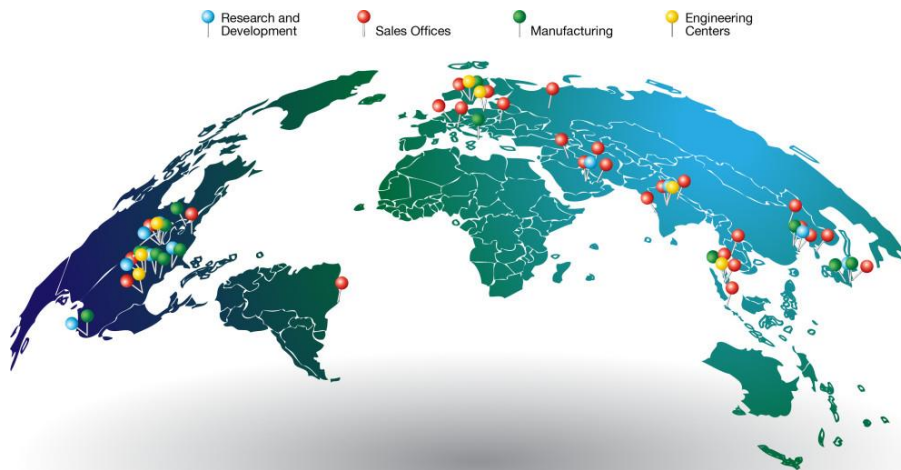 Research and
Development
Sales Offices
Manufacturing
Engineering
Centers